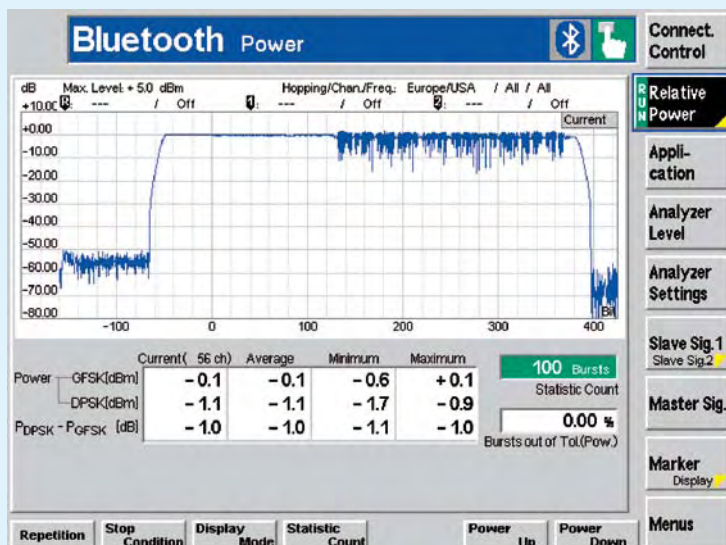 Bluetooth Power
dB Max. Level: + 5.0 dBm Hopping/Chan./Freq.: Europe/USA / All / All
+10.00 R: --- / Off 1: --- / Off 2: --- / Off
Current
+0.00
-10.00
-20.00
-30.00
-40.00
-50.00
-60.00
-70.00
-80.00
Bit
-100 0 100 200 300 400
Current( 56 ch) Average Minimum Maximum
Power GFSK[dBm] - 0.1 - 0.1 - 0.6 + 0.1
DPSK[dBm] - 1.1 - 1.1 - 1.7 - 0.9
PDPSK - PGFSK [dB] - 1.0 - 1.0 - 1.1 - 1.0
100 Bursts
Statistic Count
0.00 %
Bursts out of Tol.(Pow.)
Connect.
Control
RUN
Relative
Power
Appli-
cation
Analyzer
Level
Analyzer
Settings
Slave Sig.1
Slave Sig.2
Master Sig.
Marker
Display
Menus
Repetition
Stop
Condition
Display
Mode
Statistic
Count
Power
Up
Power
Down